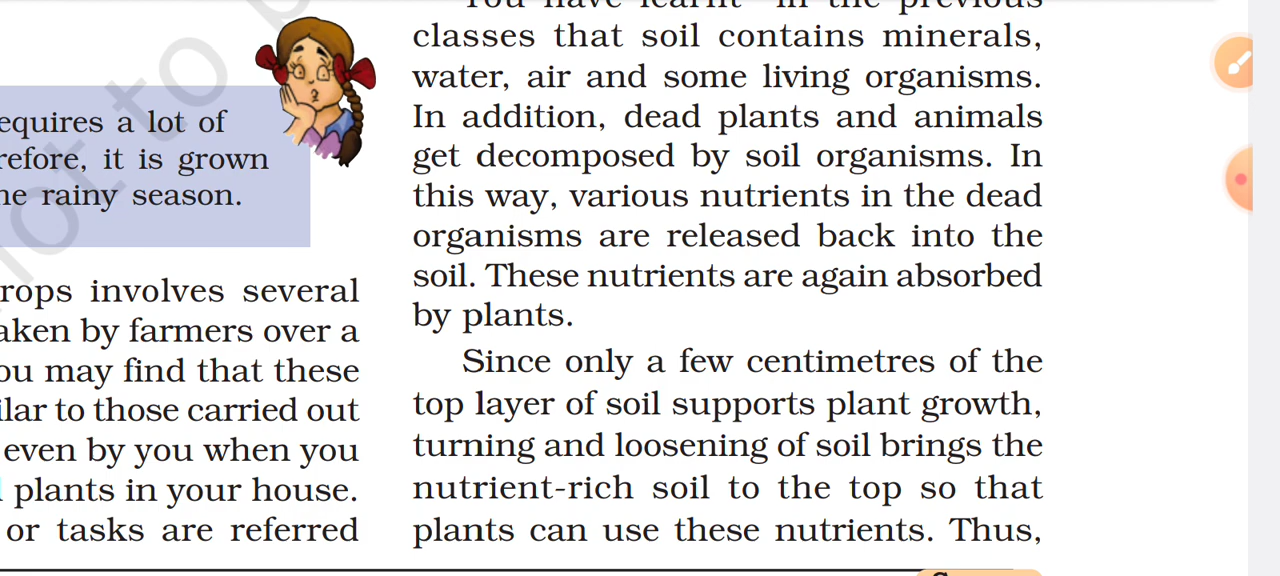 equires a lot of
refore, it is grown
he rainy season.
rops involves several
aken by farmers over a
ou may find that these
ilar to those carried out
even by you when you
plants in your house.
or tasks are referred
You have learnt in the previous
classes that soil contains minerals,
water, air and some living organisms.
In addition, dead plants and animals
get decomposed by soil organisms. In
this way, various nutrients in the dead
organisms are released back into the
soil. These nutrients are again absorbed
by plants.
Since only a few centimetres of the
top layer of soil supports plant growth,
turning and loosening of soil brings the
nutrient-rich soil to the top so that
plants can use these nutrients. Thus,